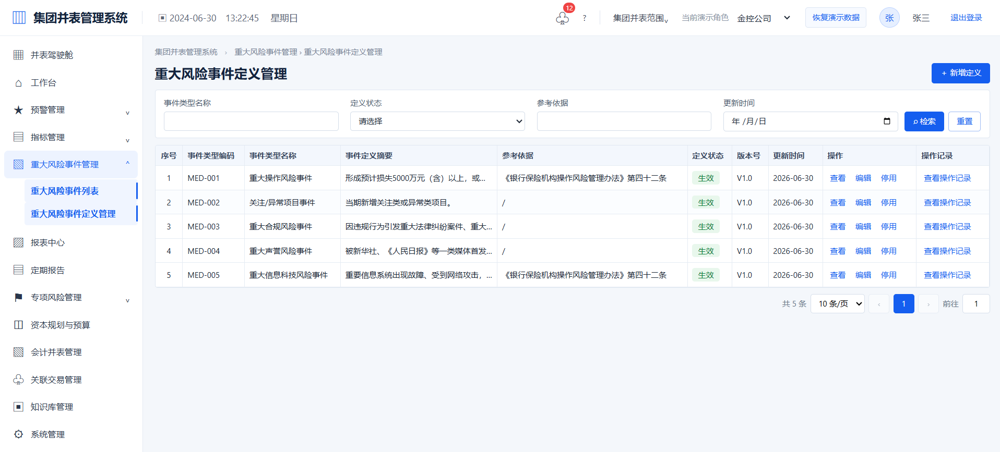 集团并表管理系统
2024-06-30 13:22:45 星期日
12
?
集团并表范围
当前演示角色
金控公司
恢复演示数据
张
张三
退出登录
并表驾驶舱
工作台
预警管理
指标管理
重大风险事件管理
重大风险事件列表
重大风险事件定义管理
报表中心
定期报告
专项风险管理
资本规划与预算
会计并表管理
关联交易管理
知识库管理
系统管理
集团并表管理系统 › 重大风险事件管理 › 重大风险事件定义管理
重大风险事件定义管理
+ 新增定义
事件类型名称 定义状态 参考依据 更新时间
请选择 年 /月/日 检索 重置
序号 事件类型编码 事件类型名称 事件定义摘要 参考依据 定义状态 版本号 更新时间 操作 操作记录
1 MED-001 重大操作风险事件 形成预计损失5000万元（含）以上，或... 《银行保险机构操作风险管理办法》第四十二条 生效 V1.0 2026-06-30 查看 编辑 停用 查看操作记录
2 MED-002 关注/异常项目事件 当期新增关注类或异常类项目。 / 生效 V1.0 2026-06-30 查看 编辑 停用 查看操作记录
3 MED-003 重大合规风险事件 因违规行为引发重大法律纠纷案件、重大... / 生效 V1.0 2026-06-30 查看 编辑 停用 查看操作记录
4 MED-004 重大声誉风险事件 被新华社、《人民日报》等一类媒体首发... / 生效 V1.0 2026-06-30 查看 编辑 停用 查看操作记录
5 MED-005 重大信息科技风险事件 重要信息系统出现故障、受到网络攻击，... 《银行保险机构操作风险管理办法》第四十二条 生效 V1.0 2026-06-30 查看 编辑 停用 查看操作记录
共 5 条 10 条/页 ‹ 1 › 前往 1